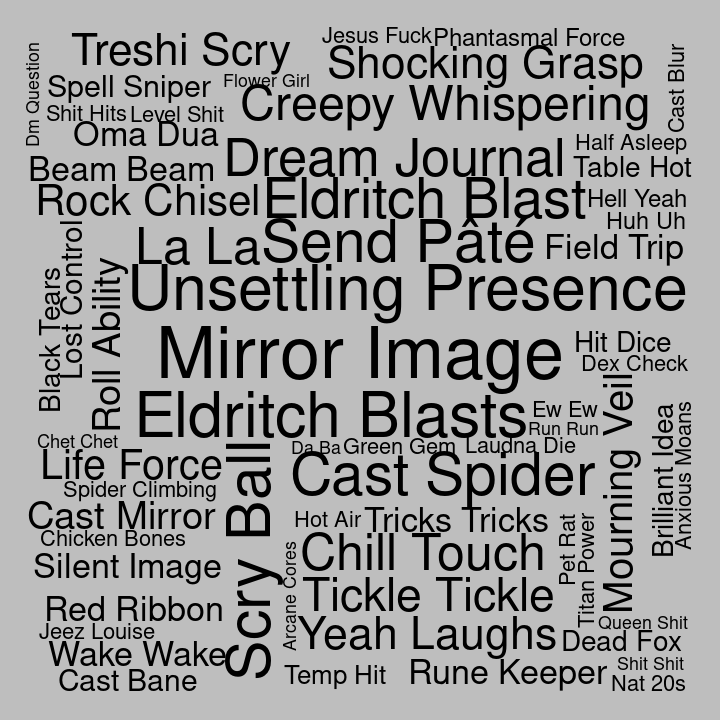 Jesus Fuck
Phantasmal Force
Treshi Scry
Shocking Grasp
Dm Question
Cast Blur
Spell Sniper
Flower Girl
Creepy Whispering
Shit Hits
Level Shit
Oma Dua
Dream Journal
Half Asleep
Beam Beam
Table Hot
Rock Chisel
Eldritch Blast
Hell Yeah
Huh Uh
La La
Send Pâté
Field Trip
Black Tears
Lost Control
Roll Ability
Unsettling Presence
Mirror Image
Hit Dice
Dex Check
Eldritch Blasts
Ew Ew
Run Run
Mourning Veil
Brilliant Idea
Anxious Moans
Chet Chet
Da Ba
Green Gem
Laudna Die
Life Force
Scry Ball
Cast Spider
Spider Climbing
Cast Mirror
Hot Air
Tricks Tricks
Chicken Bones
Pet Rat
Titan Power
Silent Image
Arcane Cores
Chill Touch
Red Ribbon
Tickle Tickle
Jeez Louise
Yeah Laughs
Queen Shit
Wake Wake
Dead Fox
Cast Bane
Temp Hit
Rune Keeper
Shit Shit
Nat 20s